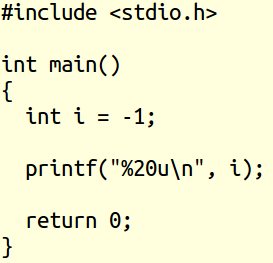 #include <stdio.h>
int main()
{
int i = -1;
printf("%20u\n", i);
return 0;
}